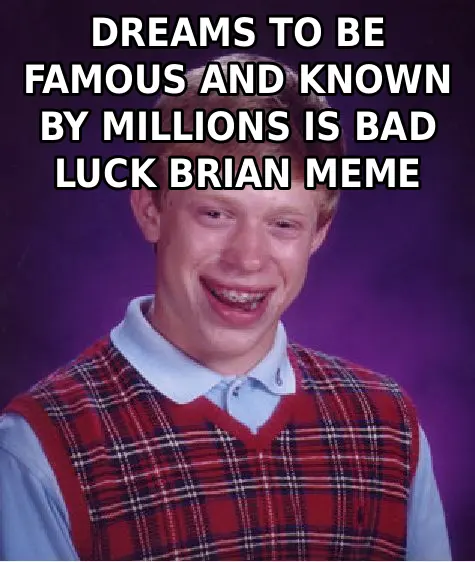 DREAMS TO BE
FAMOUS AND KNOWN
BY MILLIONS IS BAD
LUCK BRIAN MEME